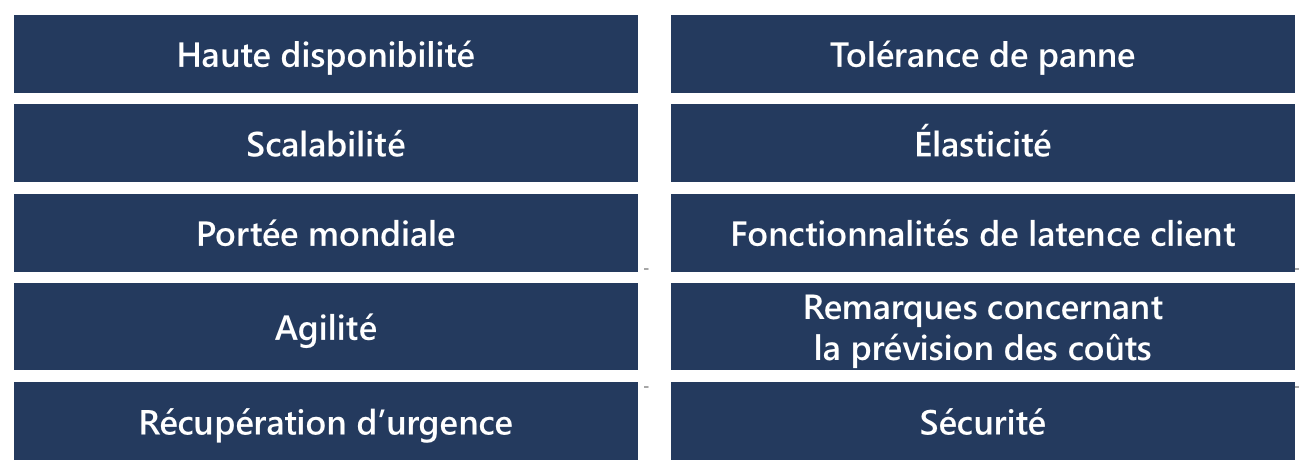 Haute disponibilité
Tolérance de panne
Scalabilité
Élasticité
Portée mondiale
Fonctionnalités de latence client
Agilité
Remarques concernant
la prévision des coûts
Récupération d’urgence
Sécurité